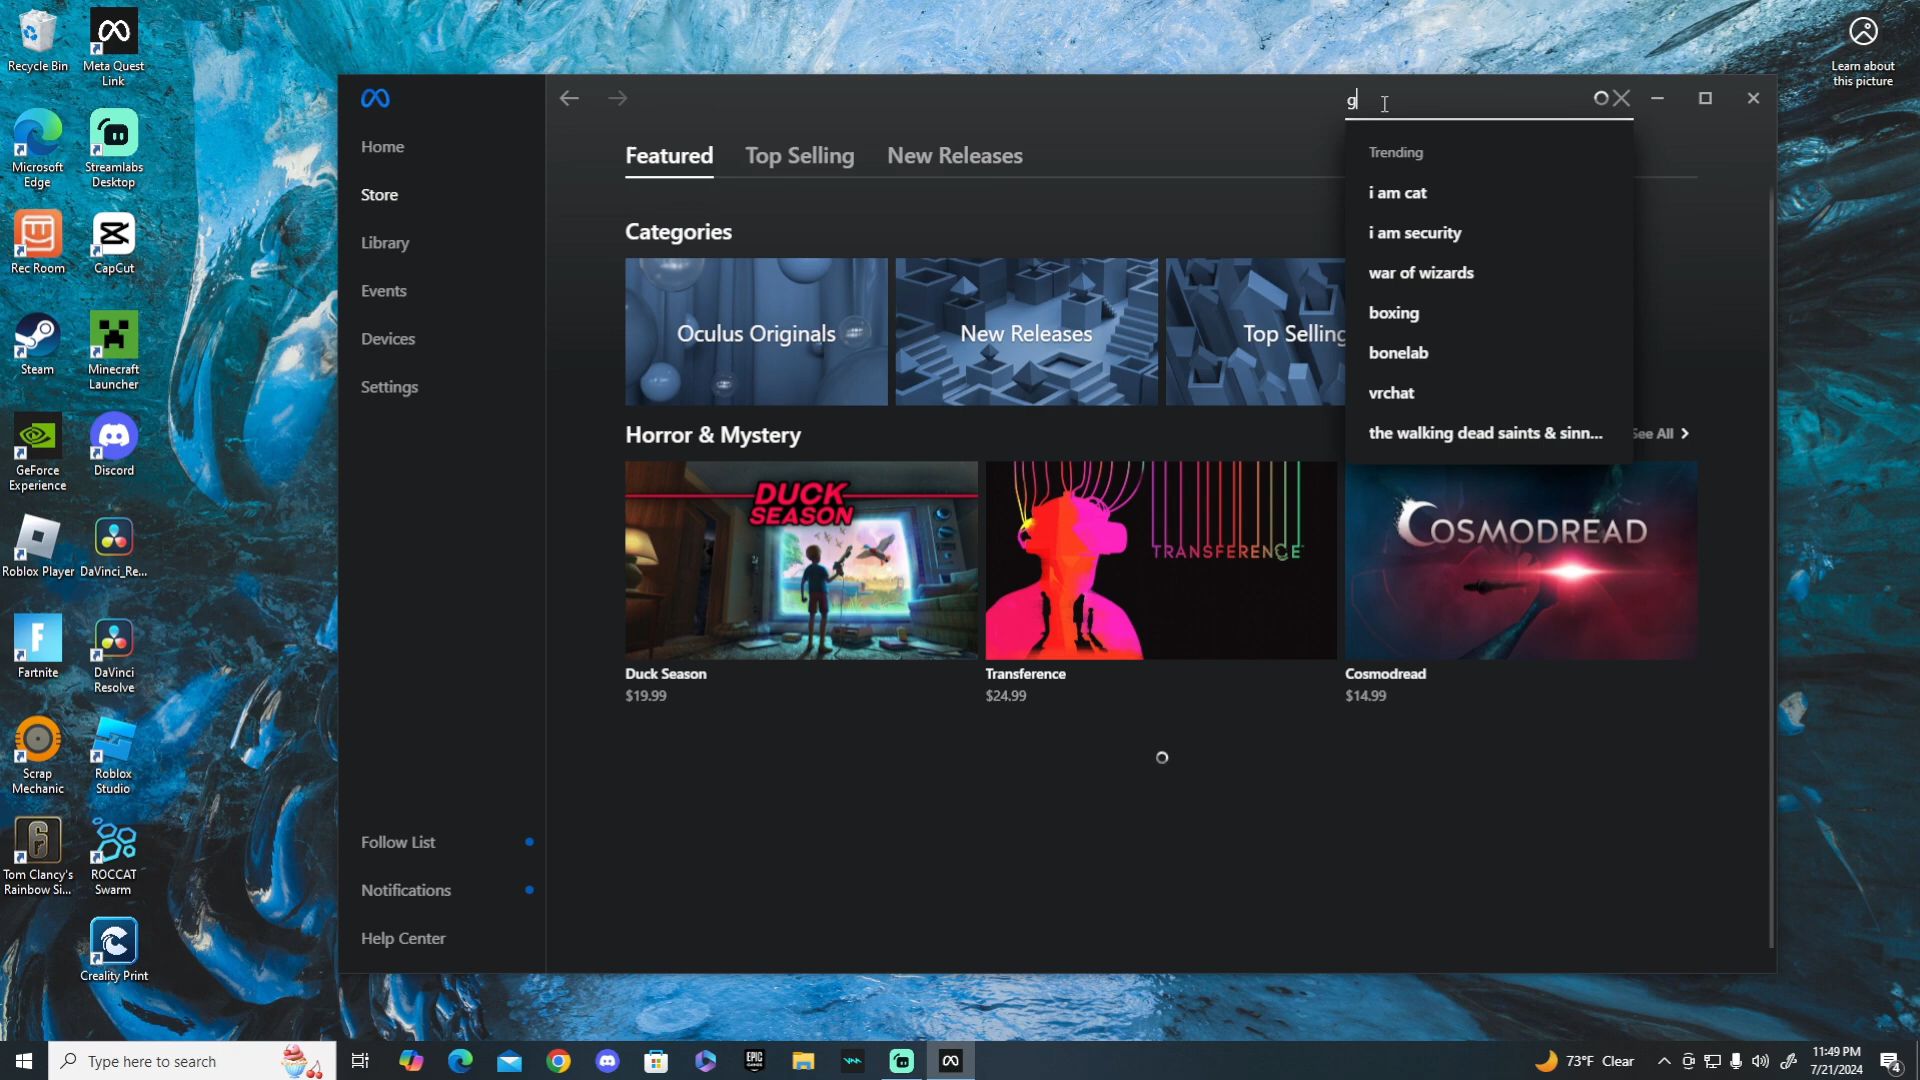 Recycle Bin
Meta Quest
Link
Microsoft
Edge
Streamlabs
Desktop
Rec Room
CapCut
Steam
Minecraft
Launcher
GeForce
Experience
Discord
Roblox Player
DaVinci_Re...
F
Fartnite
DaVinci
Resolve
Scrap
Mechanic
Roblox
Studio
Tom Clancy's
Rainbow Si...
ROCCAT
Swarm
Creality Print
Learn about
this picture
Home
Store
Library
Events
Devices
Settings
Follow List
Notifications
Help Center
g
Featured
Top Selling
New Releases
Trending
i am cat
i am security
war of wizards
boxing
bonelab
vrchat
the walking dead saints & sinn...
Categories
Oculus Originals
New Releases
Top Selling
Horror & Mystery
See All
DUCK
SEASON
TRANSFERENCE
COSMODREAD
Duck Season
$19.99
Transference
$24.99
Cosmodread
$14.99
Type here to search
EPIC
GAMES
73°F Clear
11:49 PM
7/21/2024
4